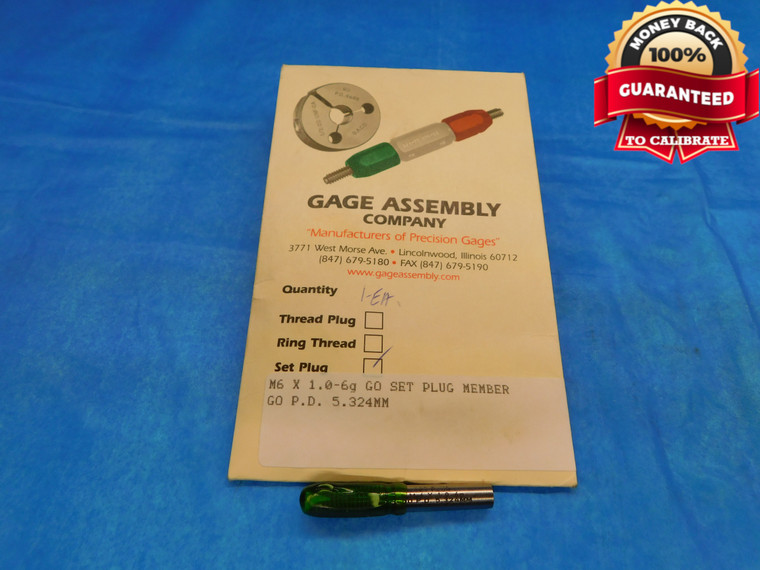 MONEY BACK
100%
GUARANTEED
TO CALIBRATE
GAGE ASSEMBLY
COMPANY
"Manufacturers of Precision Gages"
3771 West Morse Ave. • Lincolnwood, Illinois 60712
(847) 679-5180 • FAX (847) 679-5190
www.gageassembly.com
Quantity 1-EA.
Thread Plug
Ring Thread
Set Plug
M6 X 1.0-6g GO SET PLUG MEMBER
GO P.D. 5.324MM